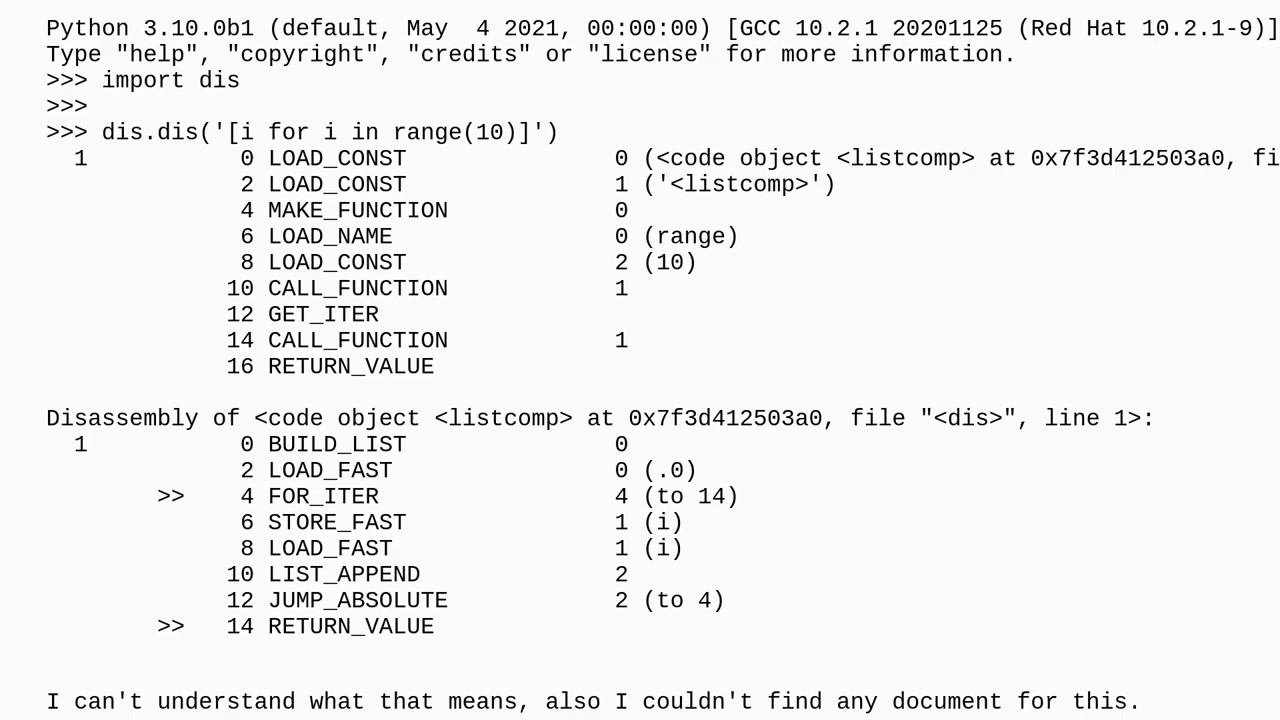 Python 3.10.0b1 (default, May  4 2021, 00:00:00) [GCC 10.2.1 20201125 (Red Hat 10.2.1-9)]
Type "help", "copyright", "credits" or "license" for more information.
>>> import dis
>>>
>>> dis.dis('[i for i in range(10)]')
  1           0 LOAD_CONST               0 (<code object <listcomp> at 0x7f3d412503a0, fi
              2 LOAD_CONST               1 ('<listcomp>')
              4 MAKE_FUNCTION            0
              6 LOAD_NAME                0 (range)
              8 LOAD_CONST               2 (10)
             10 CALL_FUNCTION            1
             12 GET_ITER
             14 CALL_FUNCTION            1
             16 RETURN_VALUE
Disassembly of <code object <listcomp> at 0x7f3d412503a0, file "<dis>", line 1>:
  1           0 BUILD_LIST               0
              2 LOAD_FAST                0 (.0)
        >>    4 FOR_ITER                 4 (to 14)
              6 STORE_FAST               1 (i)
              8 LOAD_FAST                1 (i)
             10 LIST_APPEND              2
             12 JUMP_ABSOLUTE            2 (to 4)
        >>   14 RETURN_VALUE
I can't understand what that means, also I couldn't find any document for this.